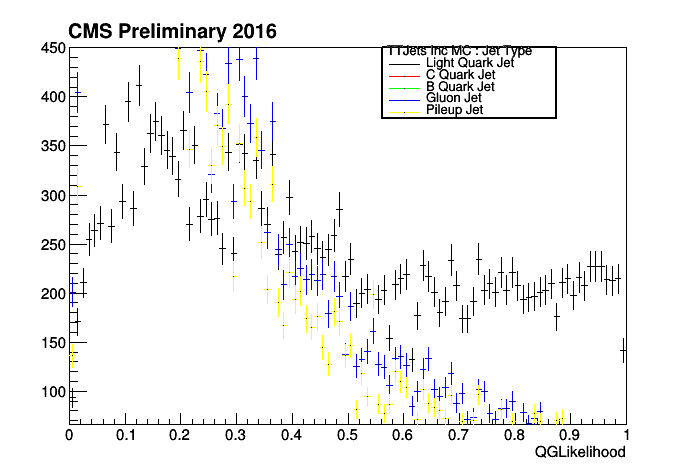 CMS Preliminary 2016
450
400
350
300
250
200
150
100
TTJets Inc MC : Jet Type
Light Quark Jet
C Quark Jet
B Quark Jet
Gluon Jet
Pileup Jet
0 0.1 0.2 0.3 0.4 0.5 0.6 0.7 0.8 0.9 1
QGLikelihood